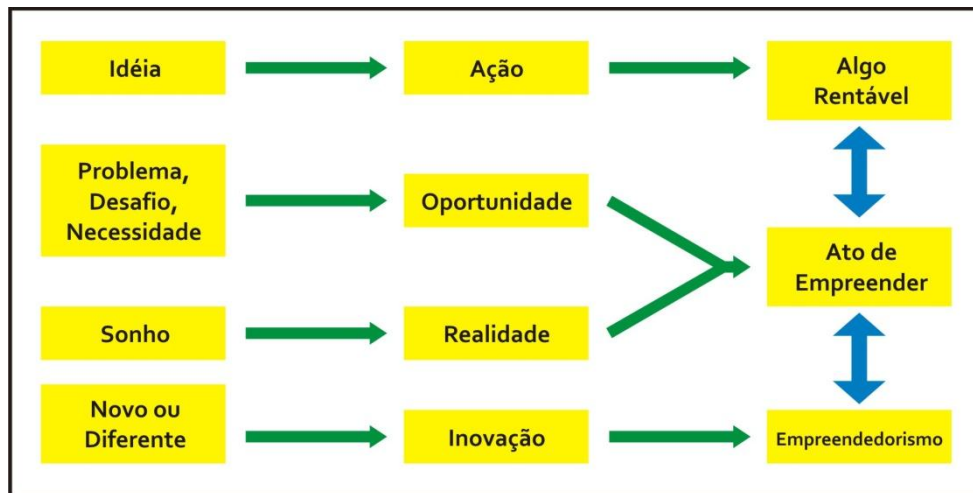 Idéia
Ação
Algo
Rentável
Problema,
Desafio,
Necessidade
Oportunidade
Ato de
Empreender
Sonho
Realidade
Novo ou
Diferente
Inovação
Empreendedorismo